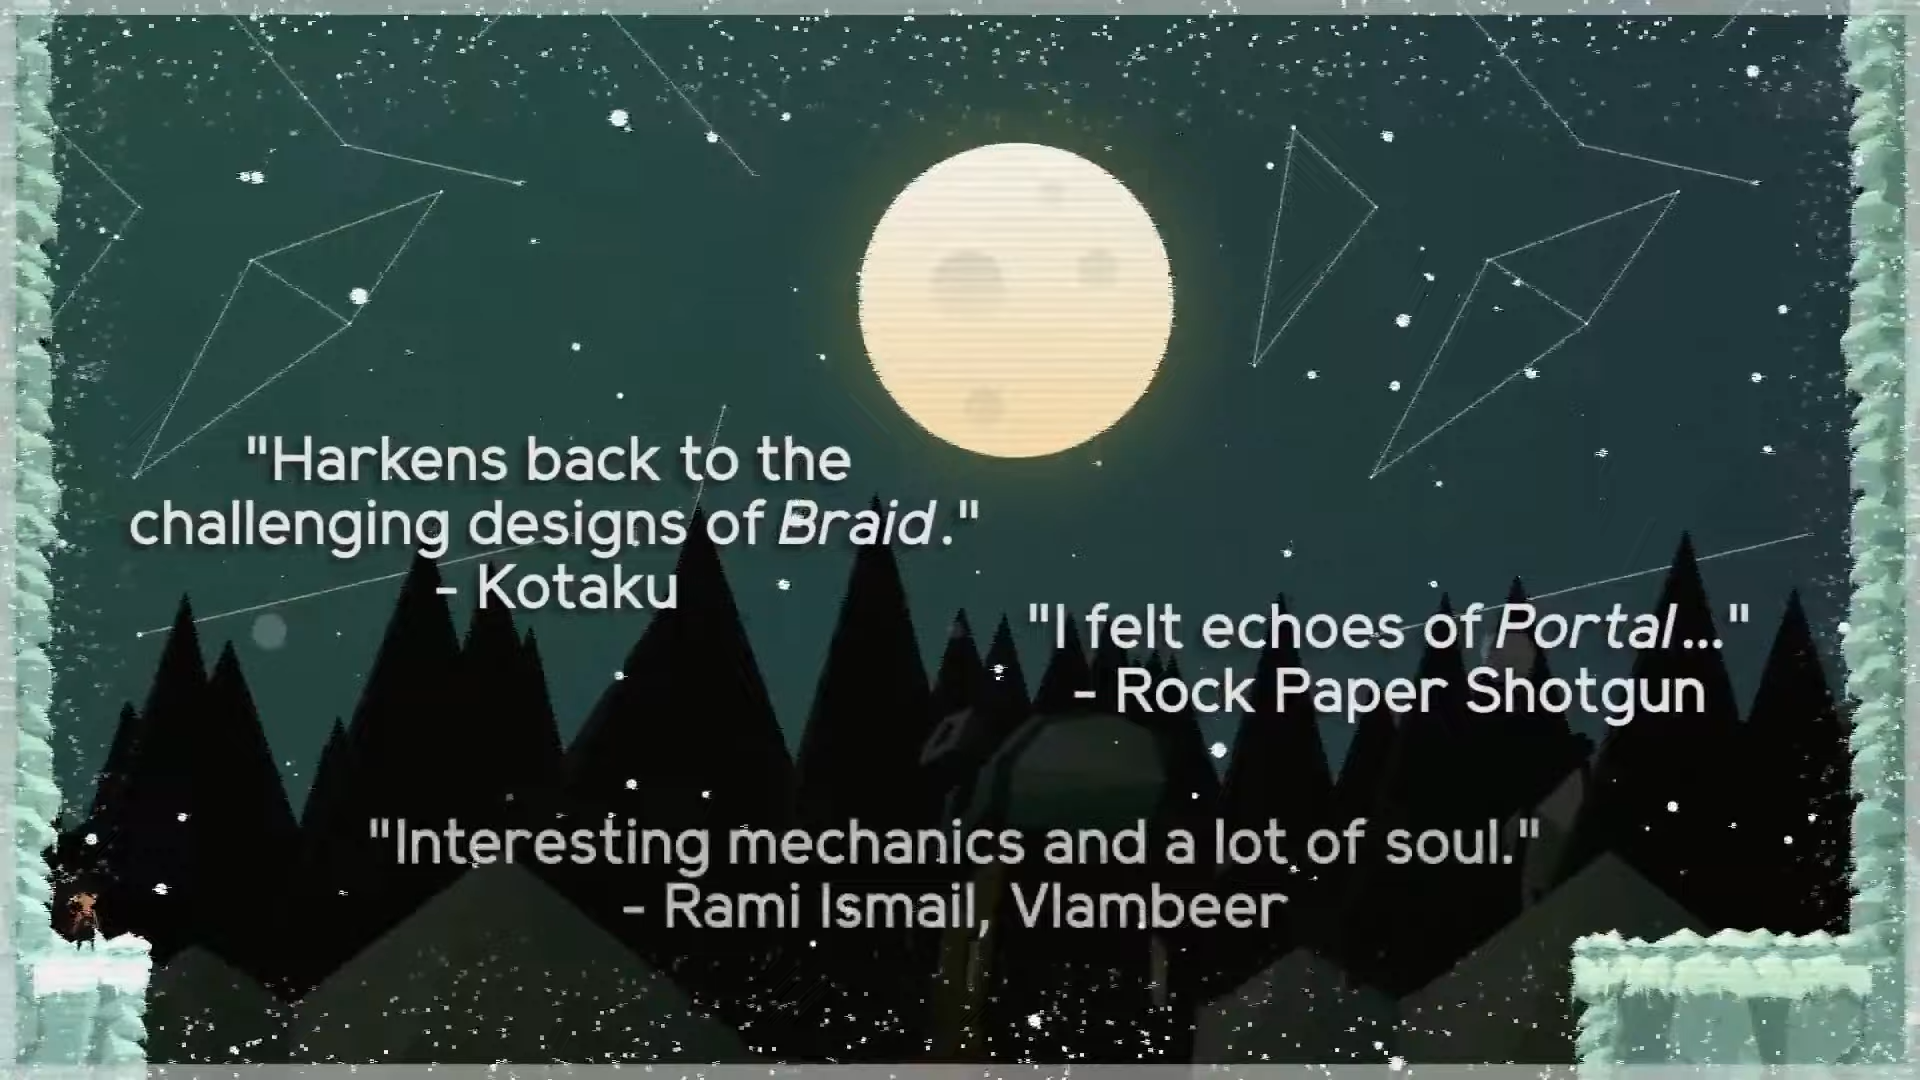 "Harkens back to the
challenging designs of Braid."
- Kotaku
"I felt echoes of Portal..."
- Rock Paper Shotgun
"Interesting mechanics and a lot of soul."
- Rami Ismail, Vlambeer